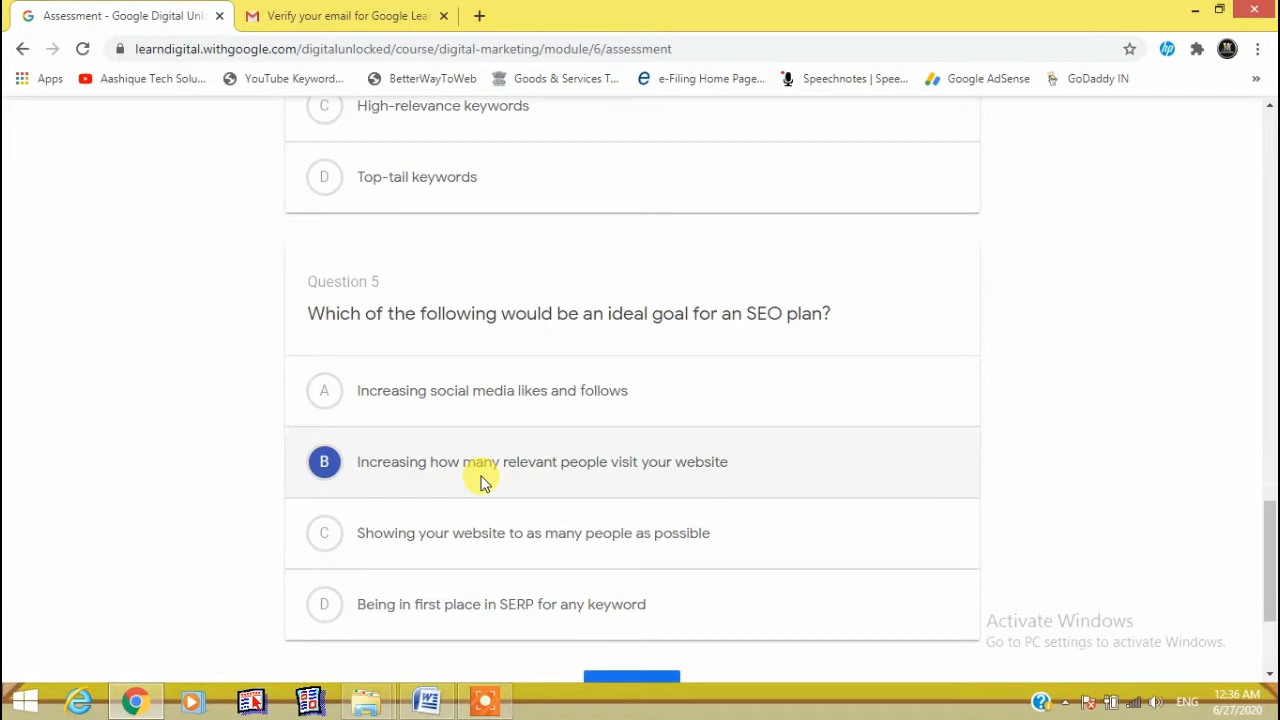 Assessment - Google Digital Unl
Verify your email for Google Lea
learndigital.withgoogle.com/digitalunlocked/course/digital-marketing/module/6/assessment
Apps
Aashique Tech Solu...
YouTube Keyword...
BetterWayToWeb
Goods & Services T...
e-Filing Home Page...
Speechnotes | Spee...
Google AdSense
GoDaddy IN
»
C High-relevance keywords
D Top-tail keywords
Question 5
Which of the following would be an ideal goal for an SEO plan?
A Increasing social media likes and follows
B Increasing how many relevant people visit your website
C Showing your website to as many people as possible
D Being in first place in SERP for any keyword
Activate Windows
Go to PC settings to activate Windows.
ENG
12:36 AM
6/27/2020